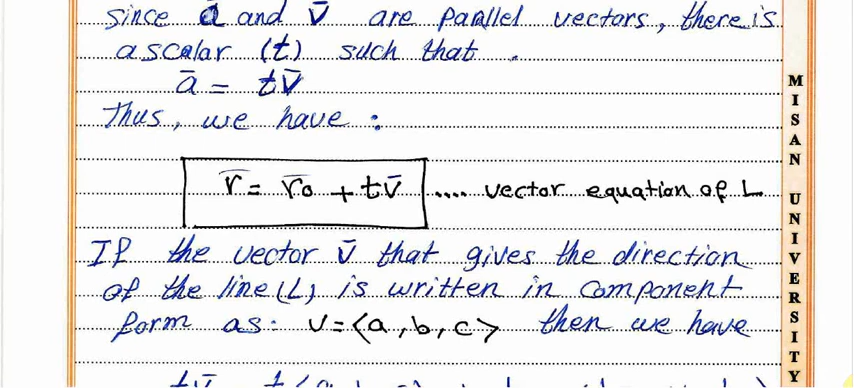 since ā and v̄ are parallel vectors, there is
a scalar (t) such that .
ā = tv̄
Thus, we have :
r̄ = r̄o + tv̄ .... vector equation of L
If the vector v̄ that gives the direction
of the line (L) is written in component
form as: v = <a, b, c> then we have
MISAN UNIVERSITY